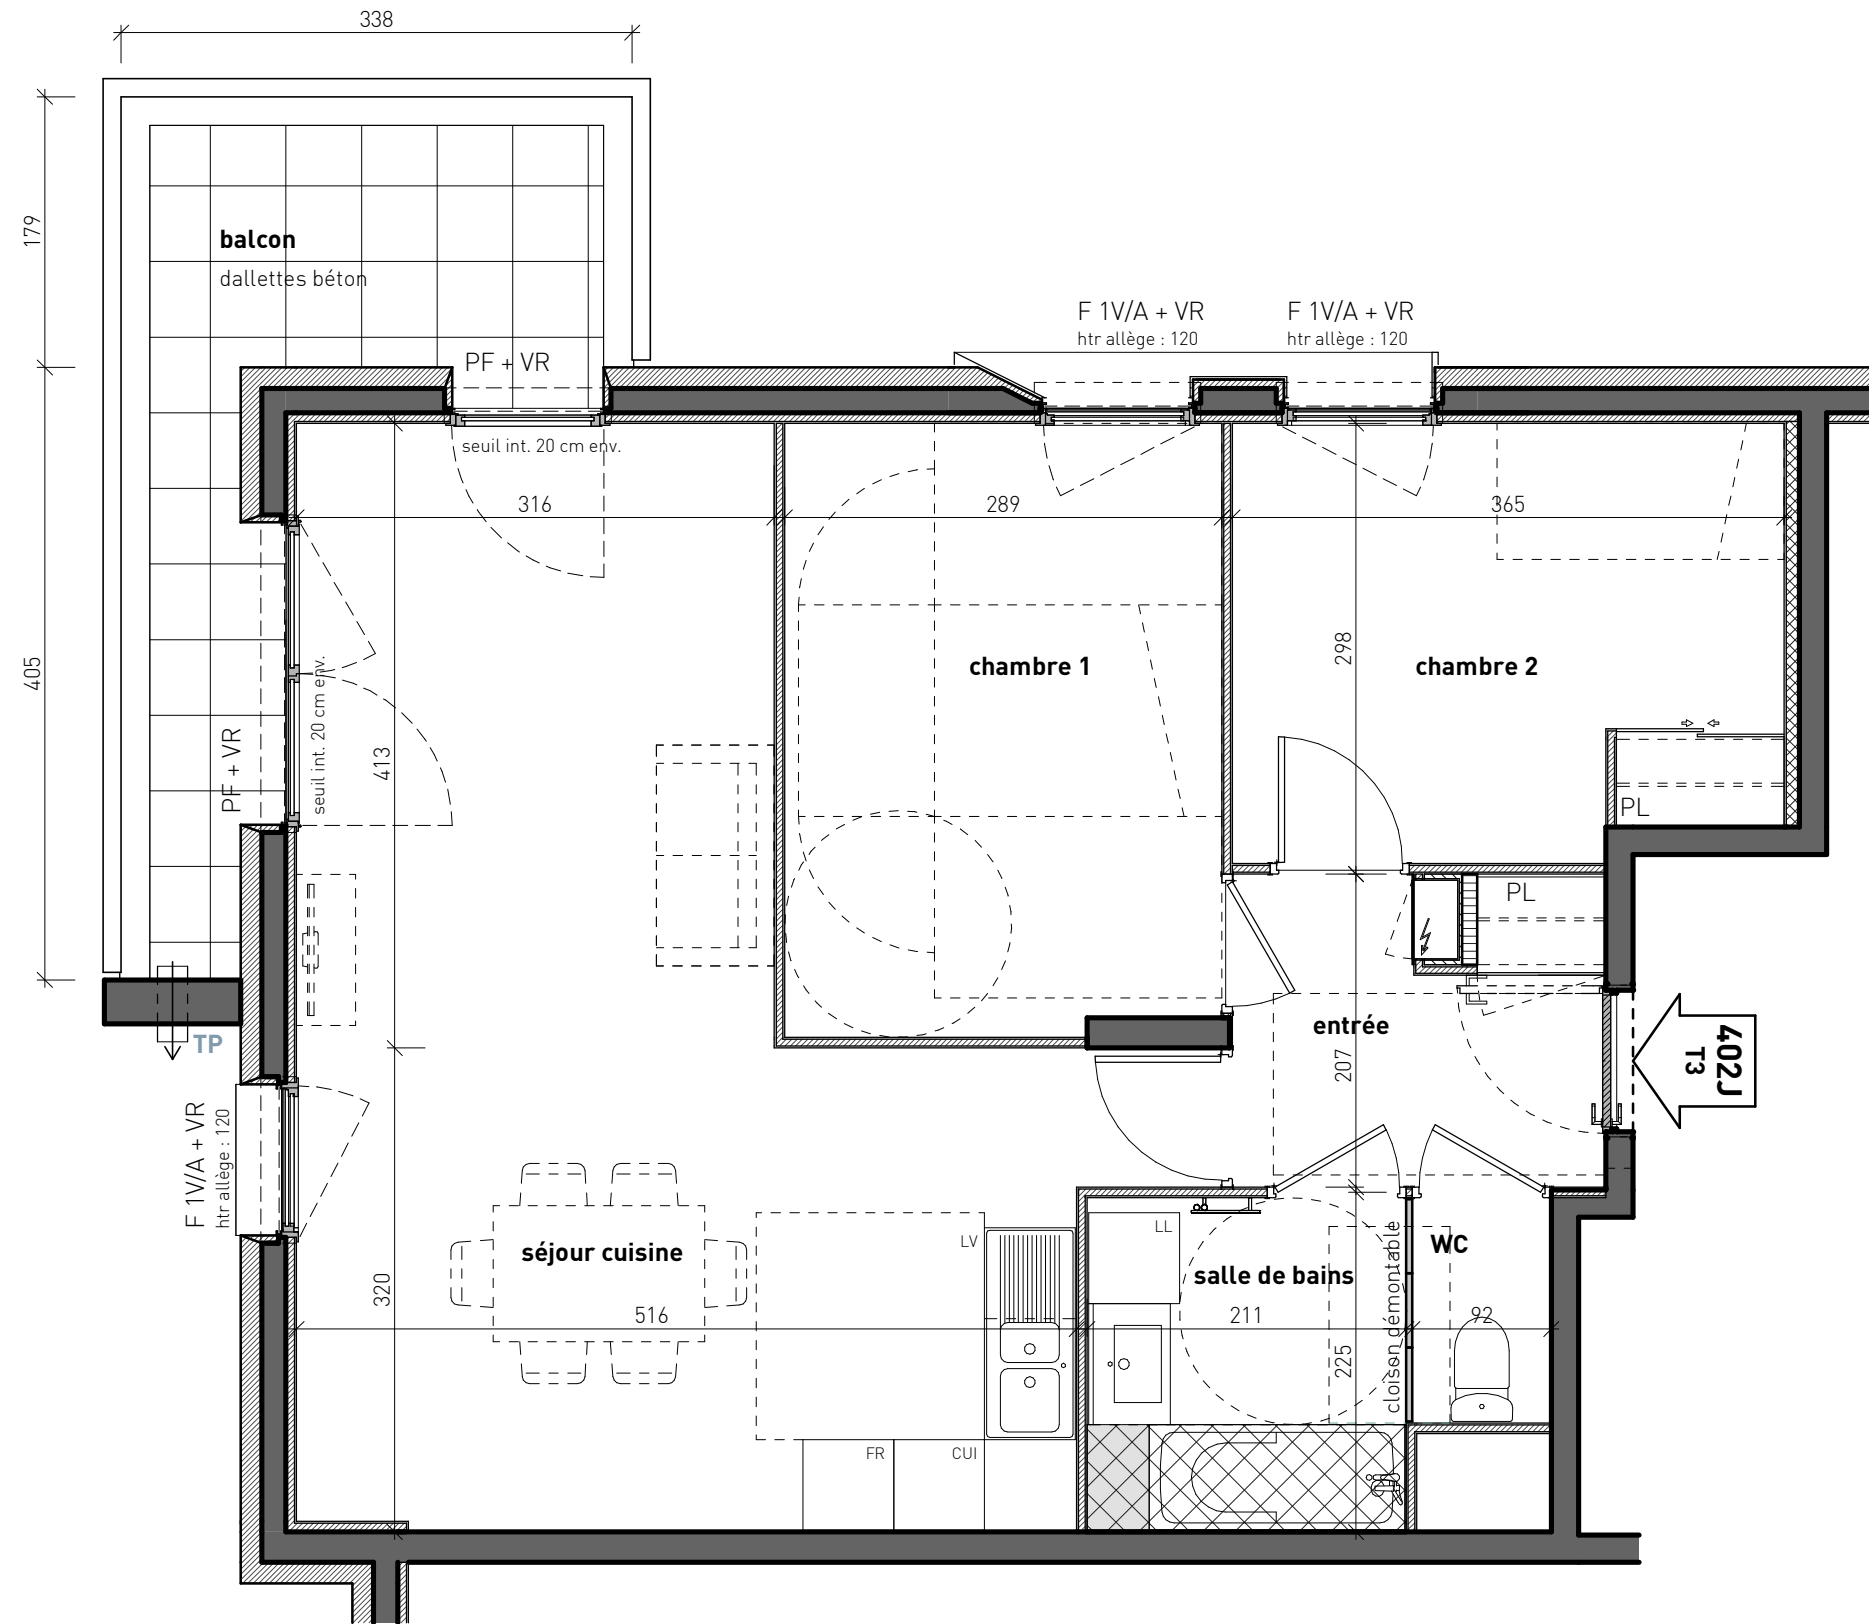 338
179
balcon
dallettes béton
F 1V/A + VR
htr allège : 120
F 1V/A + VR
htr allège : 120
PF + VR
seuil int. 20 cm env.
316
289
365
405
298
chambre 1
chambre 2
seuil int. 20 cm env.
PF + VR
413
PL
PL
entrée
207
402J
T3
TP
F 1V/A + VR
htr allège : 120
LL
LV
séjour cuisine
WC
salle de bains
cloison démontable
320
516
211
92
225
FR
CUI